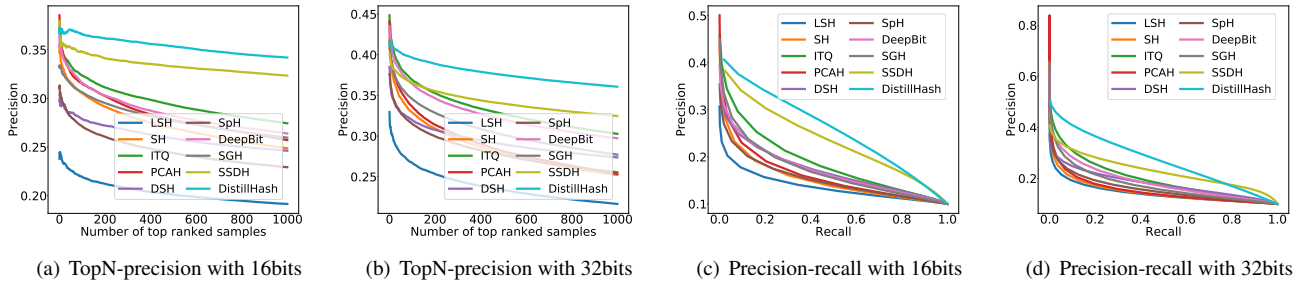 Precision
0.35
0.30
0.25
0.20
LSH
SH
ITQ
PCAH
DSH
SpH
DeepBit
SGH
SSDH
DistillHash
0 200 400 600 800 1000
Number of top ranked samples
(a) TopN-precision with 16bits
Precision
0.45
0.40
0.35
0.30
0.25
LSH
SH
ITQ
PCAH
DSH
SpH
DeepBit
SGH
SSDH
DistillHash
0 200 400 600 800 1000
Number of top ranked samples
(b) TopN-precision with 32bits
Precision
0.5
0.4
0.3
0.2
0.1
LSH
SH
ITQ
PCAH
DSH
SpH
DeepBit
SGH
SSDH
DistillHash
0.0 0.2 0.4 0.6 0.8 1.0
Recall
(c) Precision-recall with 16bits
Precision
0.8
0.6
0.4
0.2
LSH
SH
ITQ
PCAH
DSH
SpH
DeepBit
SGH
SSDH
DistillHash
0.0 0.2 0.4 0.6 0.8 1.0
Recall
(d) Precision-recall with 32bits